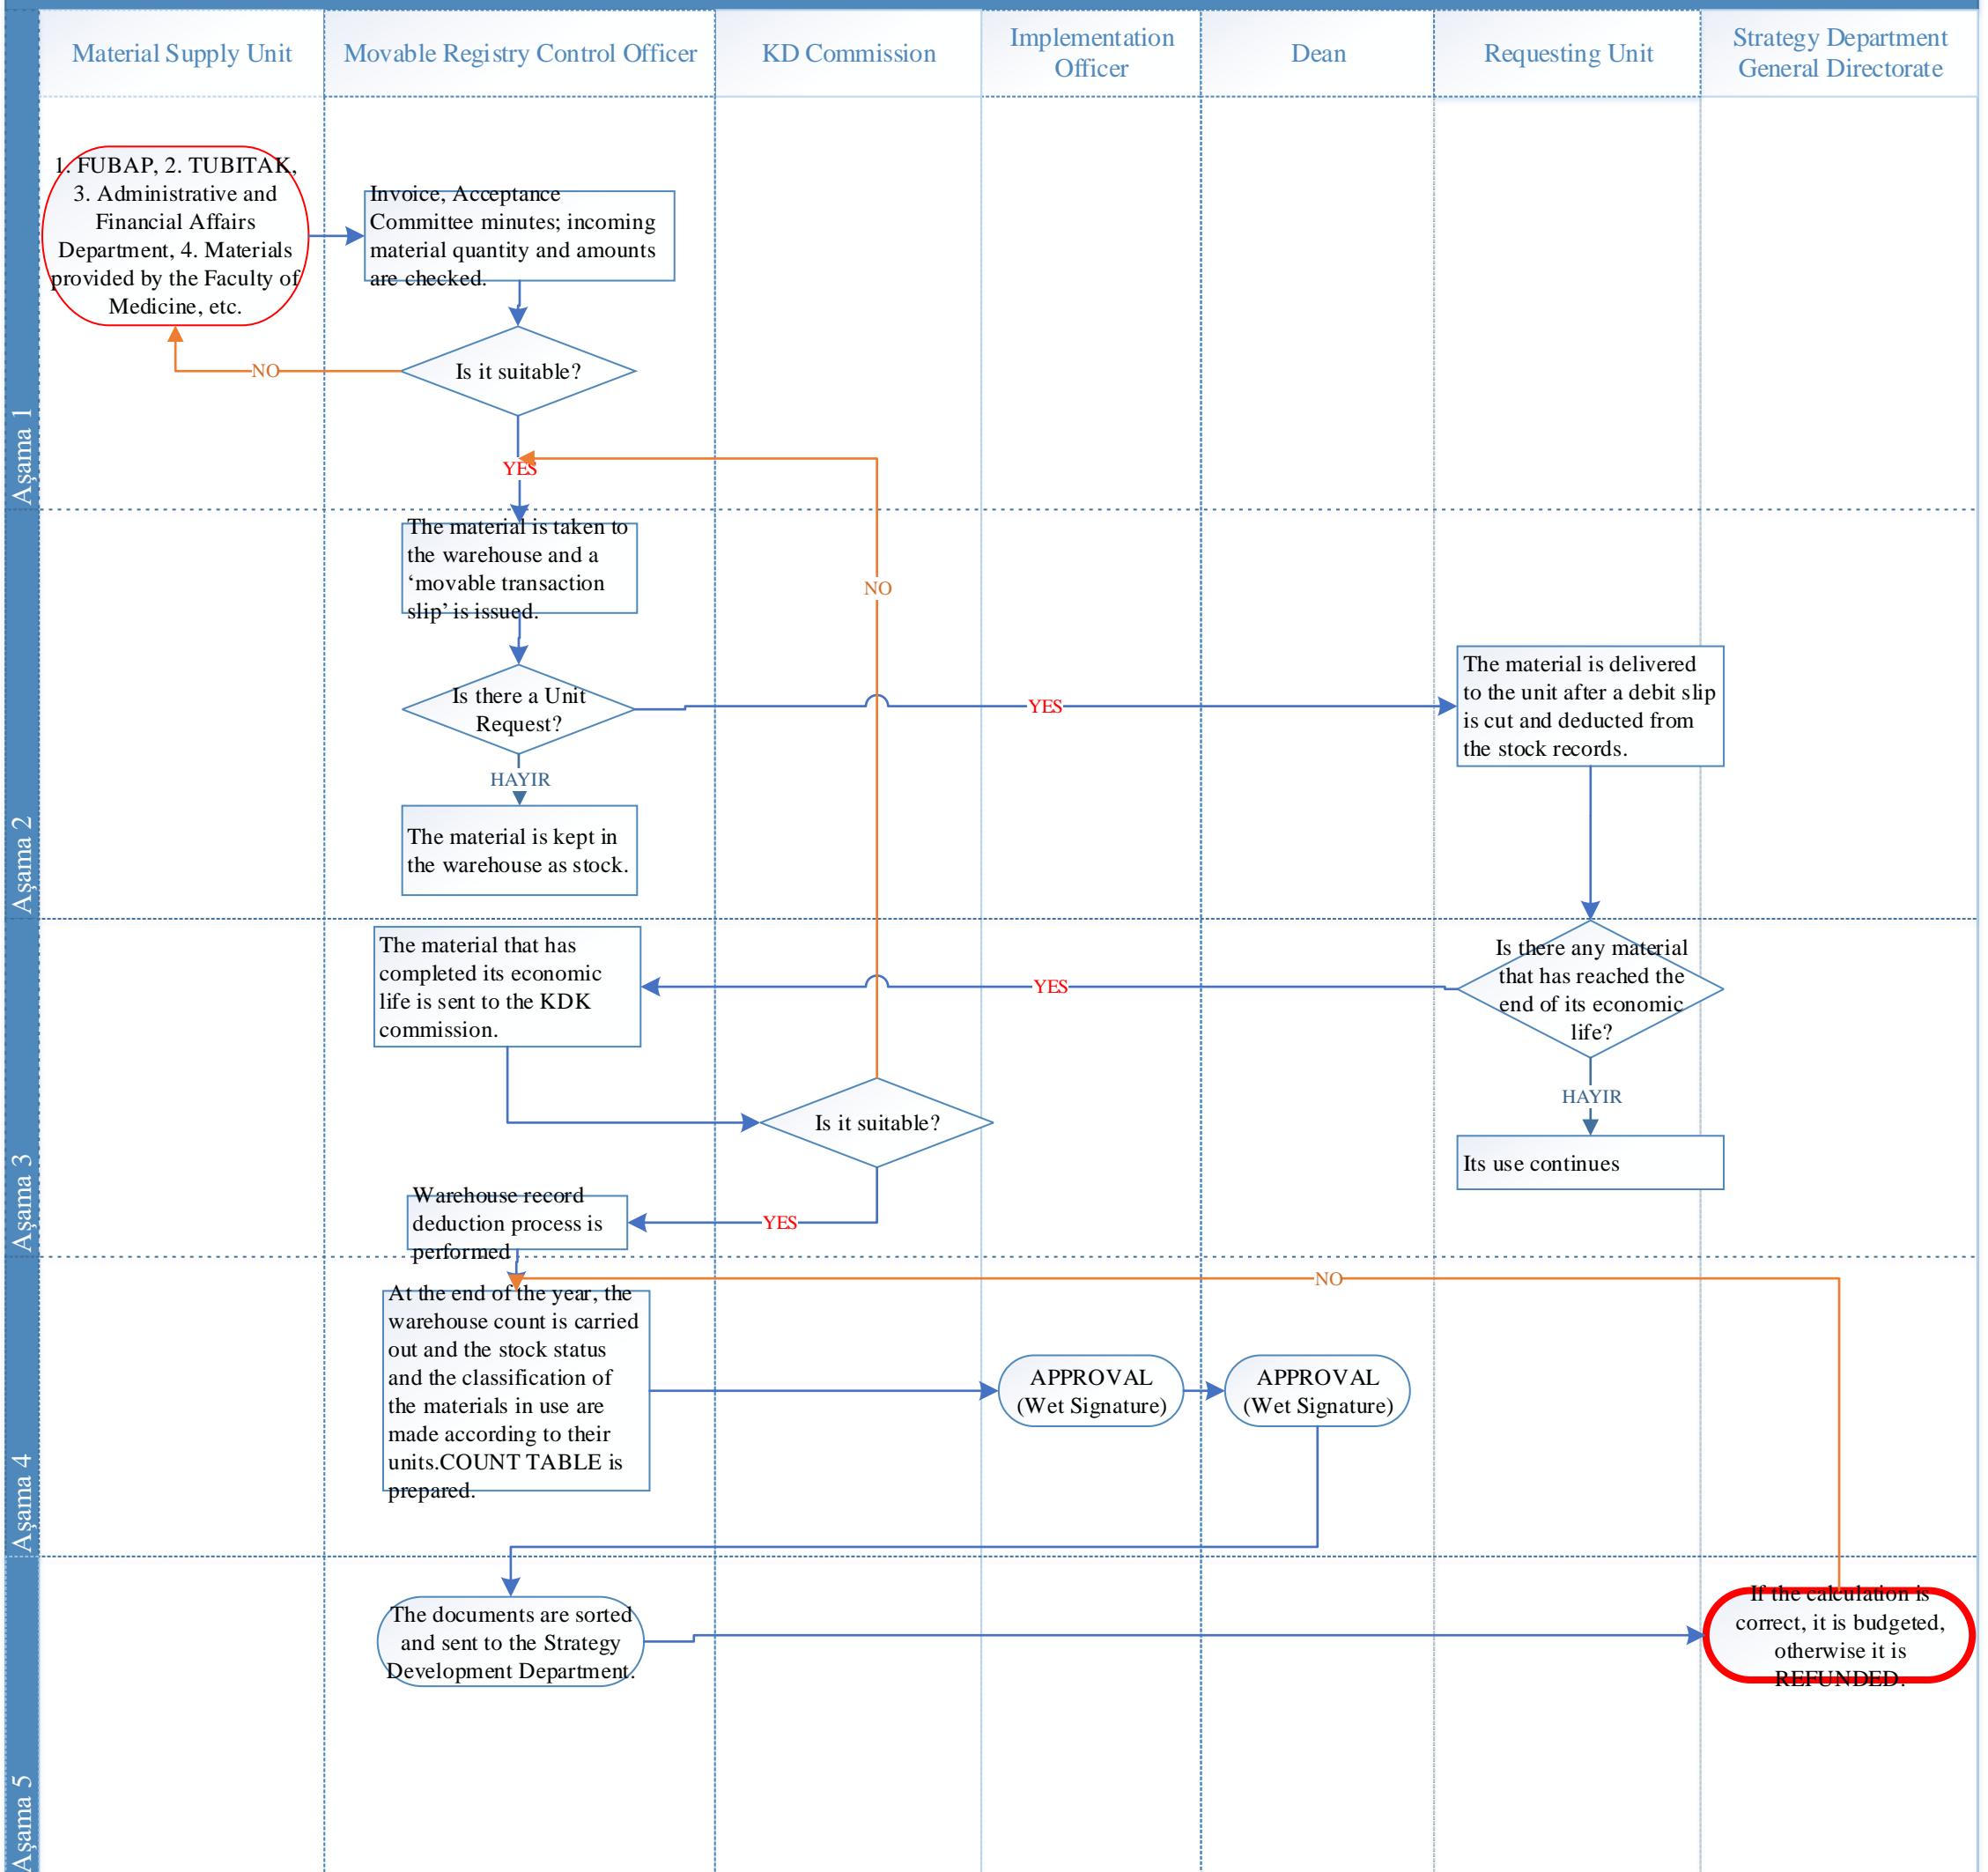 Material Supply Unit
Movable Registry Control Officer
KD Commission
Implementation
Officer
Dean
Requesting Unit
Strategy Department
General Directorate
Aşama 1
1. FUBAP, 2. TUBITAK,
3. Administrative and
Financial Affairs
Department, 4. Materials
provided by the Faculty of
Medicine, etc.
Invoice, Acceptance
Committee minutes; incoming
material quantity and amounts
are checked.
Is it suitable?
NO
YES
Aşama 2
The material is taken to
the warehouse and a
‘movable transaction
slip’ is issued.
NO
Is there a Unit
Request?
YES
The material is delivered
to the unit after a debit slip
is cut and deducted from
the stock records.
HAYIR
The material is kept in
the warehouse as stock.
Aşama 3
The material that has
completed its economic
life is sent to the KDK
commission.
YES
Is there any material
that has reached the
end of its economic
life?
HAYIR
Its use continues
Is it suitable?
YES
Warehouse record
deduction process is
performed
Aşama 4
NO
At the end of the year, the
warehouse count is carried
out and the stock status
and the classification of
the materials in use are
made according to their
units.COUNT TABLE is
prepared.
APPROVAL
(Wet Signature)
APPROVAL
(Wet Signature)
Aşama 5
The documents are sorted
and sent to the Strategy
Development Department.
If the calculation is
correct, it is budgeted,
otherwise it is
REFUNDED.